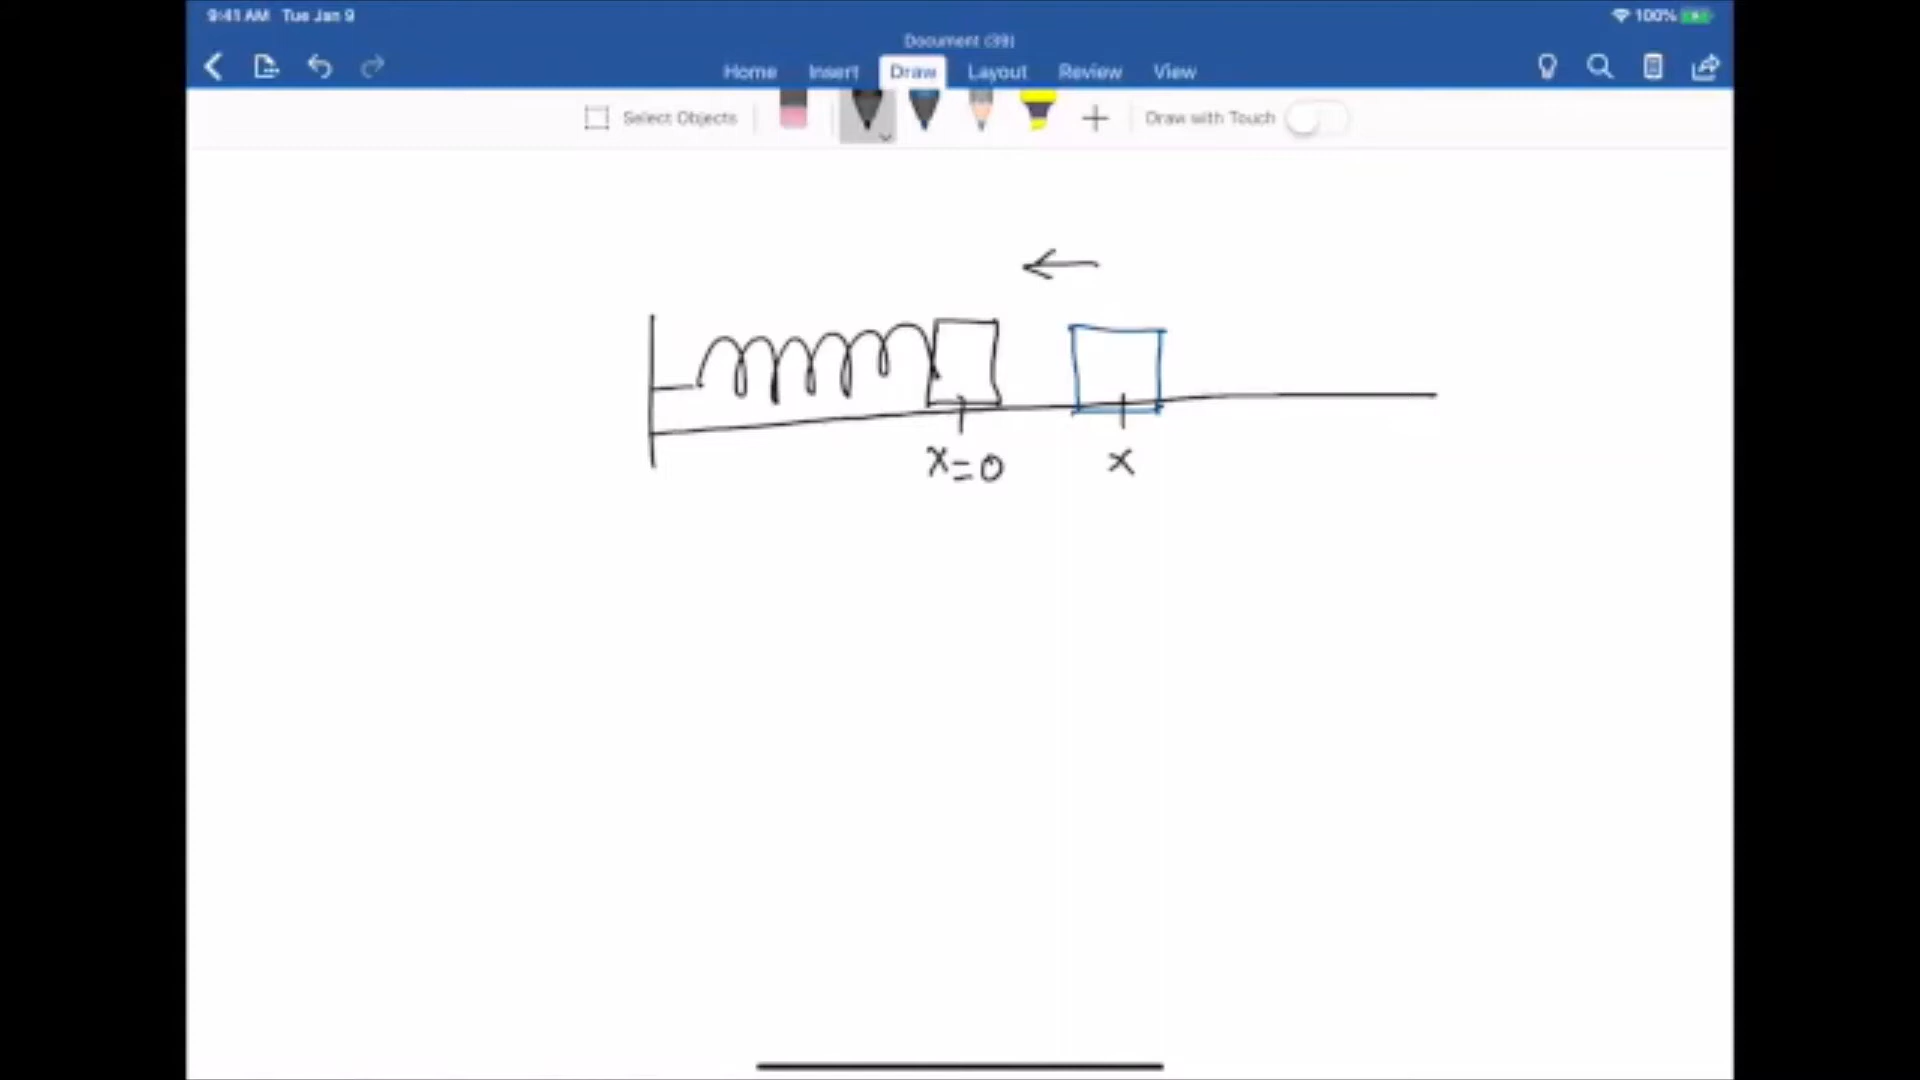 9:41 AM Tue Jan 9
100%
Document (39)
Home Insert Draw Layout Review View
Select Objects
Draw with Touch
x=0
x